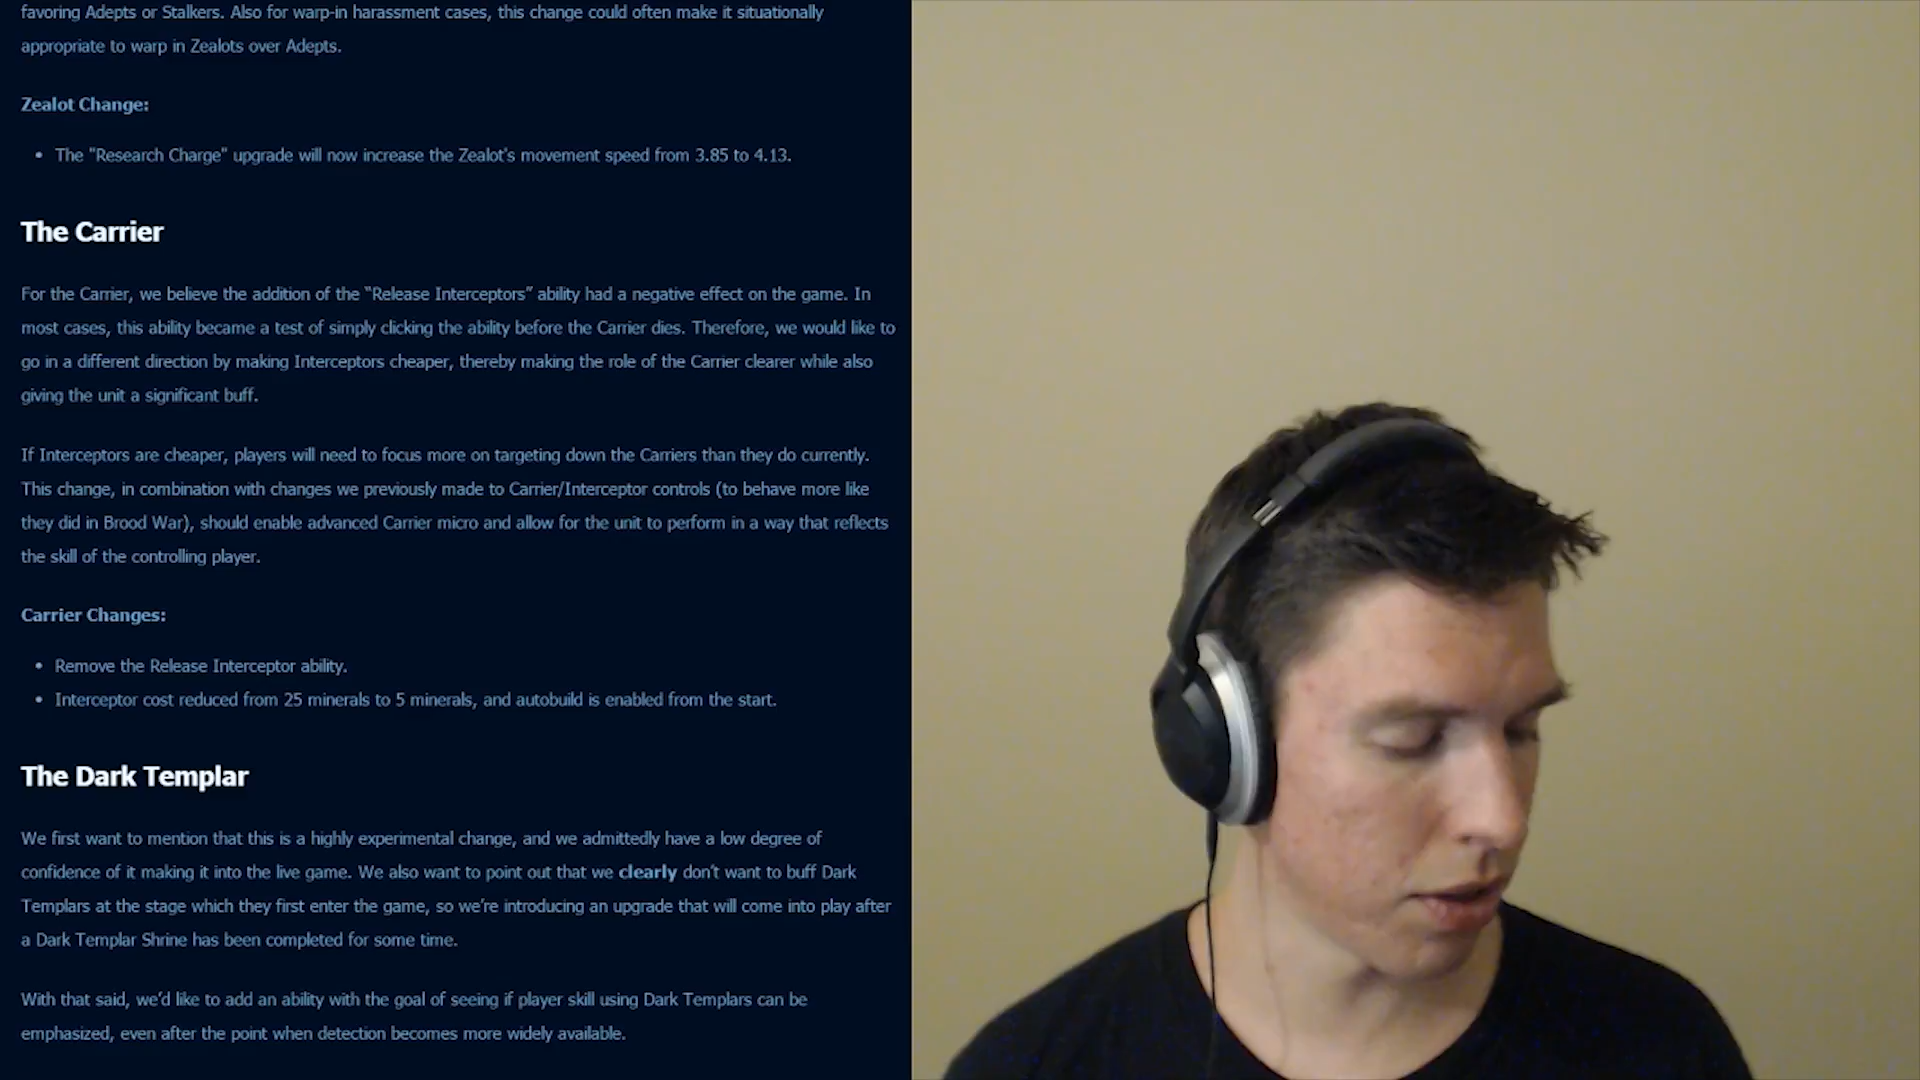 favoring Adepts or Stalkers. Also for warp-in harassment cases, this change could often make it situationally
appropriate to warp in Zealots over Adepts.
Zealot Change:
• The "Research Charge" upgrade will now increase the Zealot's movement speed from 3.85 to 4.13.
The Carrier
For the Carrier, we believe the addition of the “Release Interceptors” ability had a negative effect on the game. In
most cases, this ability became a test of simply clicking the ability before the Carrier dies. Therefore, we would like to
go in a different direction by making Interceptors cheaper, thereby making the role of the Carrier clearer while also
giving the unit a significant buff.
If Interceptors are cheaper, players will need to focus more on targeting down the Carriers than they do currently.
This change, in combination with changes we previously made to Carrier/Interceptor controls (to behave more like
they did in Brood War), should enable advanced Carrier micro and allow for the unit to perform in a way that reflects
the skill of the controlling player.
Carrier Changes:
• Remove the Release Interceptor ability.
• Interceptor cost reduced from 25 minerals to 5 minerals, and autobuild is enabled from the start.
The Dark Templar
We first want to mention that this is a highly experimental change, and we admittedly have a low degree of
confidence of it making it into the live game. We also want to point out that we clearly don’t want to buff Dark
Templars at the stage which they first enter the game, so we’re introducing an upgrade that will come into play after
a Dark Templar Shrine has been completed for some time.
With that said, we’d like to add an ability with the goal of seeing if player skill using Dark Templars can be
emphasized, even after the point when detection becomes more widely available.